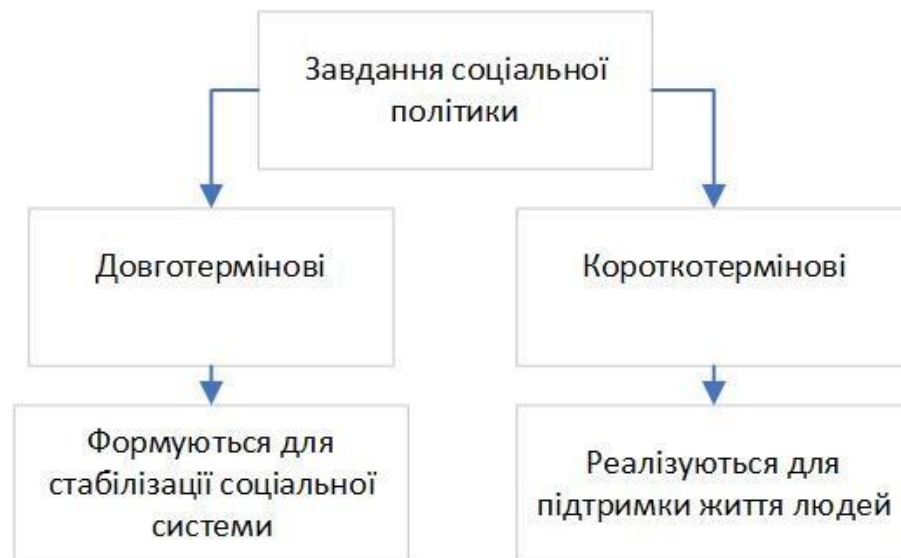 Завдання соціальної
політики
Довготермінові
Короткотермінові
Формуються для
стабілізації соціальної
системи
Реалізуються для
підтримки життя людей